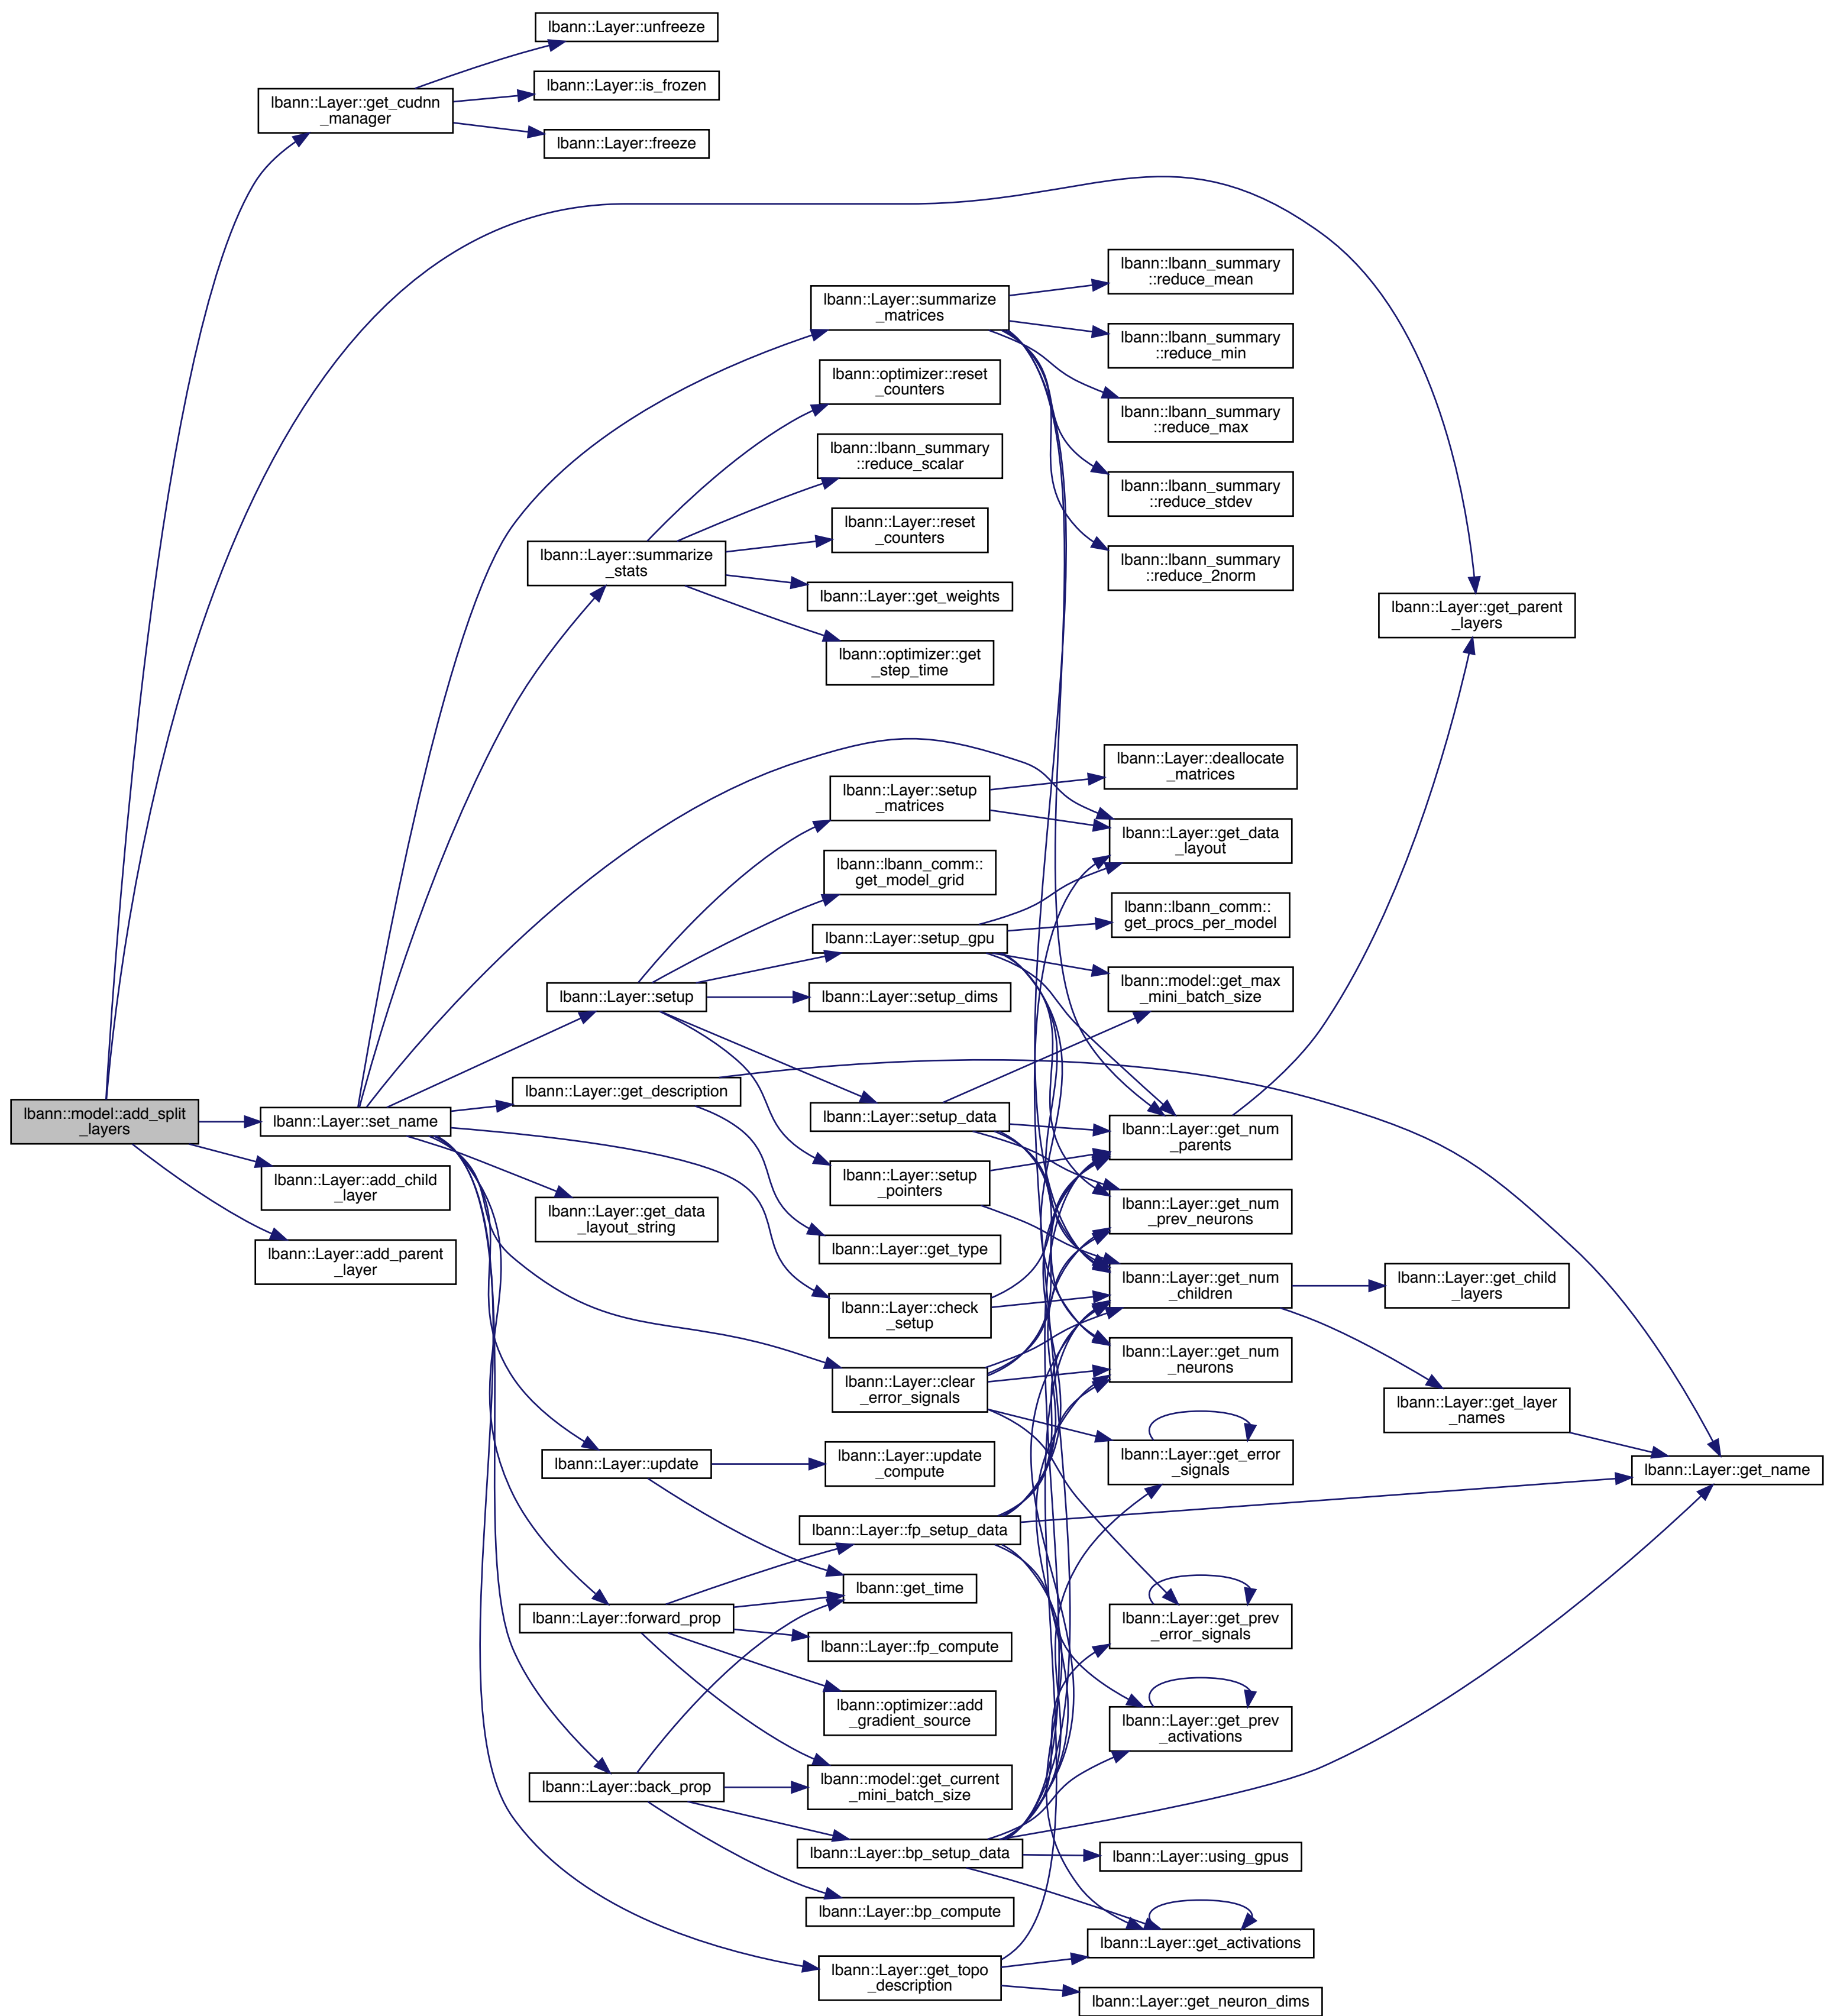 lbann::model::add_split
_layers
lbann::Layer::get_cudnn
_manager
lbann::Layer::set_name
lbann::Layer::add_child
_layer
lbann::Layer::add_parent
_layer
lbann::Layer::unfreeze
lbann::Layer::is_frozen
lbann::Layer::freeze
lbann::Layer::summarize
_stats
lbann::Layer::setup
lbann::Layer::get_description
lbann::Layer::get_data
_layout_string
lbann::Layer::update
lbann::Layer::forward_prop
lbann::Layer::back_prop
lbann::Layer::summarize
_matrices
lbann::optimizer::reset
_counters
lbann::lbann_summary
::reduce_scalar
lbann::Layer::reset
_counters
lbann::Layer::get_weights
lbann::optimizer::get
_step_time
lbann::Layer::setup
_matrices
lbann::lbann_comm::
get_model_grid
lbann::Layer::setup_gpu
lbann::Layer::setup_dims
lbann::Layer::setup_data
lbann::Layer::setup
_pointers
lbann::Layer::get_type
lbann::Layer::check
_setup
lbann::Layer::clear
_error_signals
lbann::Layer::update
_compute
lbann::Layer::fp_setup_data
lbann::get_time
lbann::Layer::fp_compute
lbann::optimizer::add
_gradient_source
lbann::model::get_current
_mini_batch_size
lbann::Layer::bp_setup_data
lbann::Layer::bp_compute
lbann::Layer::get_topo
_description
lbann::lbann_summary
::reduce_mean
lbann::lbann_summary
::reduce_min
lbann::lbann_summary
::reduce_max
lbann::lbann_summary
::reduce_stdev
lbann::lbann_summary
::reduce_2norm
lbann::Layer::deallocate
_matrices
lbann::Layer::get_data
_layout
lbann::lbann_comm::
get_procs_per_model
lbann::model::get_max
_mini_batch_size
lbann::Layer::get_num
_parents
lbann::Layer::get_num
_prev_neurons
lbann::Layer::get_num
_children
lbann::Layer::get_num
_neurons
lbann::Layer::get_error
_signals
lbann::Layer::get_prev
_error_signals
lbann::Layer::get_prev
_activations
lbann::Layer::using_gpus
lbann::Layer::get_activations
lbann::Layer::get_neuron_dims
lbann::Layer::get_parent
_layers
lbann::Layer::get_child
_layers
lbann::Layer::get_layer
_names
lbann::Layer::get_name